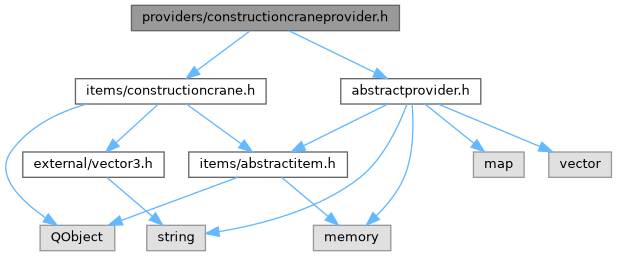 providers/constructioncraneprovider.h
items/constructioncrane.h
abstractprovider.h
external/vector3.h
items/abstractitem.h
map
vector
QObject
string
memory